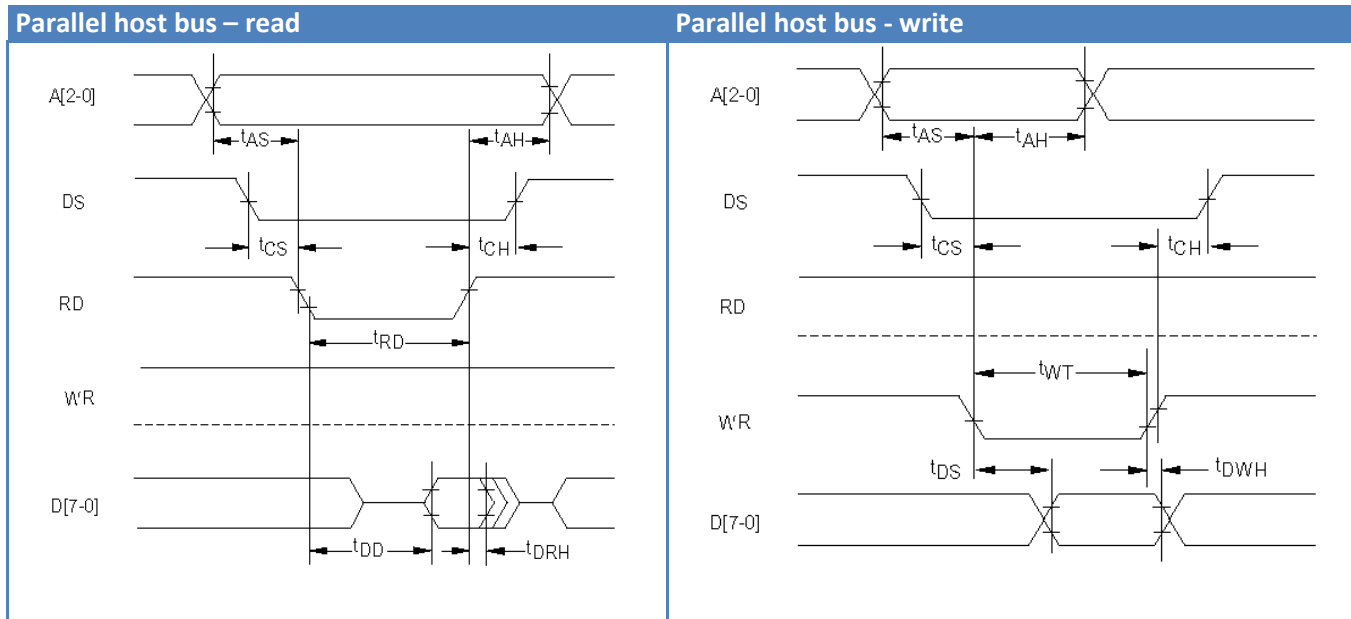 Parallel host bus – read
A[2-0]
tAS
tAH
DS
tCS
tCH
RD
tRD
WR
D[7-0]
tDD
tDRH
Parallel host bus - write
A[2-0]
tAS
tAH
DS
tCS
tCH
RD
tWT
WR
tDS
tDWH
D[7-0]